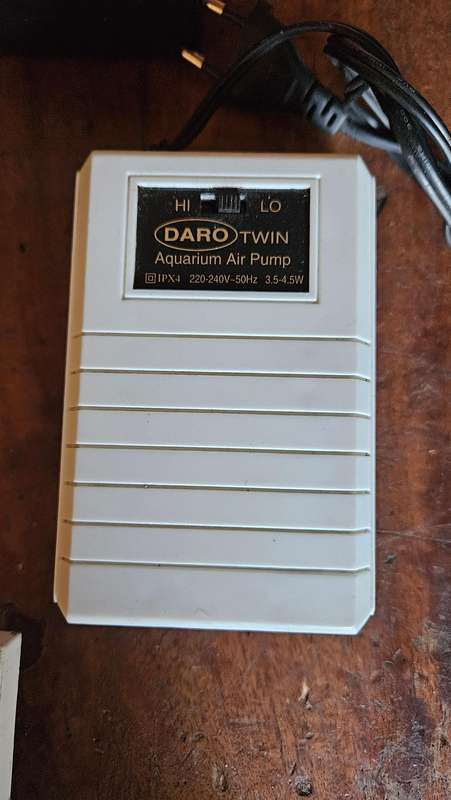 HI LO
DARO TWIN
Aquarium Air Pump
IPX4 220-240V~50Hz 3.5-4.5W